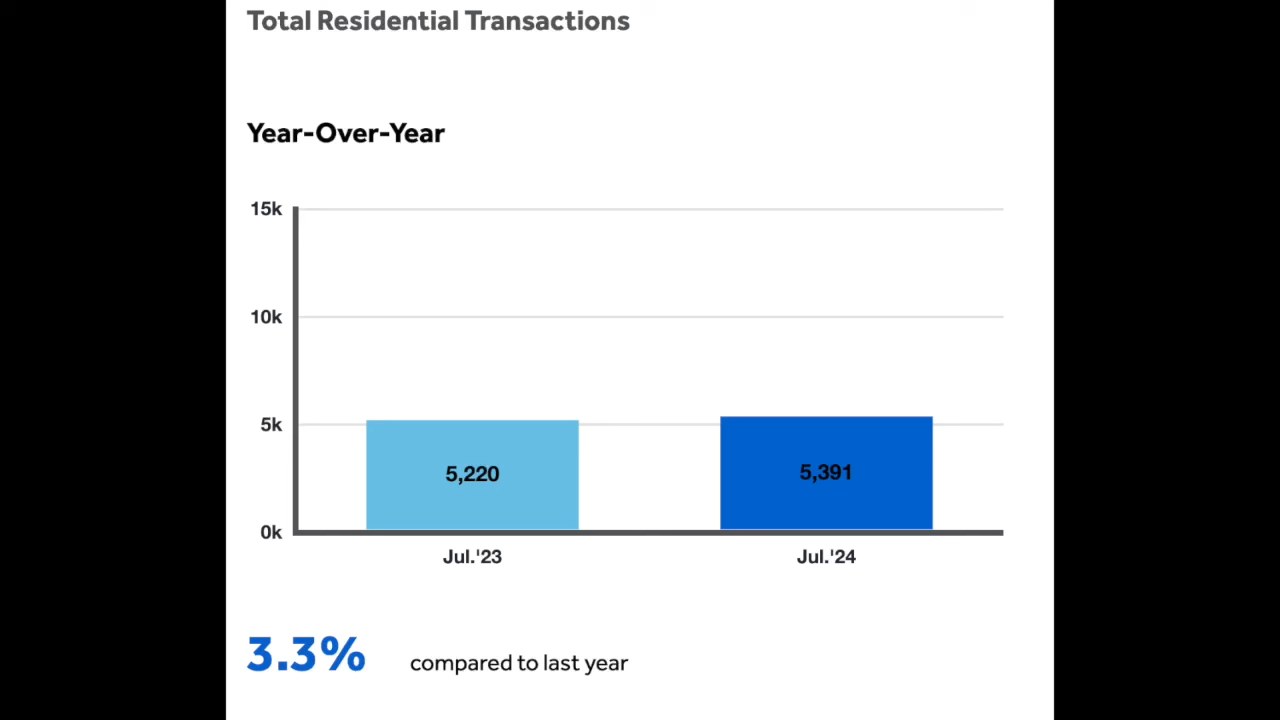 Total Residential Transactions
Year-Over-Year
15k
10k
5k
0k
5,220
5,391
Jul.'23
Jul.'24
3.3% compared to last year